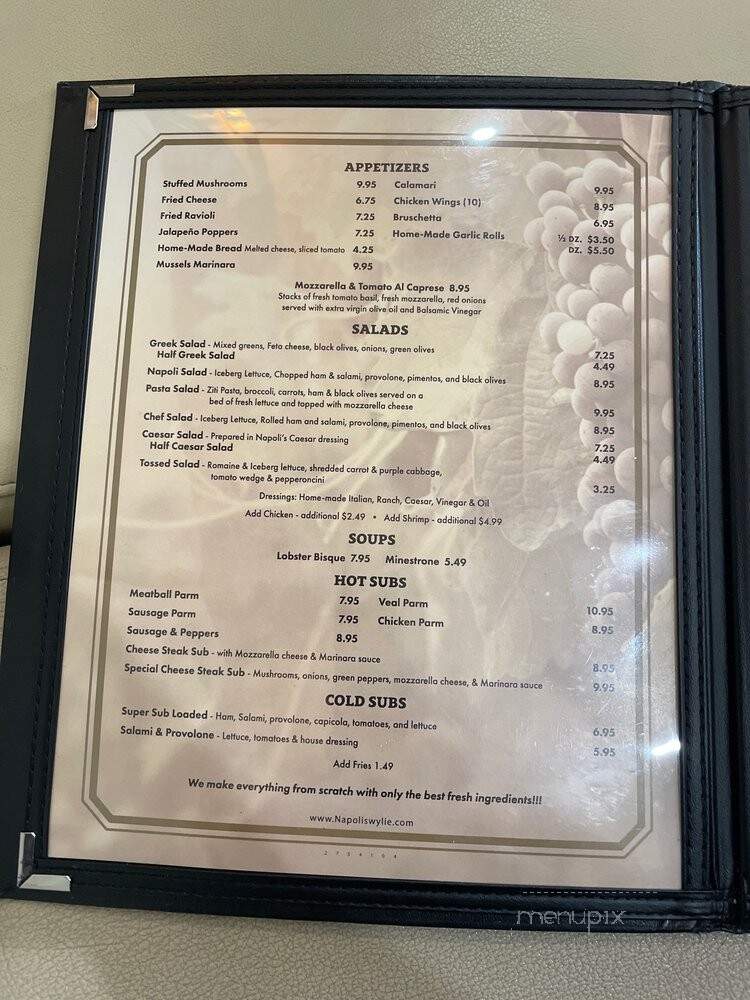 APPETIZERS
Stuffed Mushrooms 9.95 Calamari 9.95
Fried Cheese 6.75 Chicken Wings (10) 8.95
Fried Ravioli 7.25 Bruschetta 6.95
Jalapeño Poppers 7.25 Home-Made Garlic Rolls ½ DZ. $3.50
DZ. $5.50
Home-Made Bread Melted cheese, sliced tomato 4.25
Mussels Marinara 9.95
Mozzarella & Tomato Al Caprese 8.95
Stacks of fresh tomato basil, fresh mozzarella, red onions
served with extra virgin olive oil and Balsamic Vinegar
SALADS
Greek Salad - Mixed greens, Feta cheese, black olives, onions, green olives 7.25
Half Greek Salad 4.49
Napoli Salad - Iceberg Lettuce, Chopped ham & salami, provolone, pimentos, and black olives 8.95
Pasta Salad - Ziti Pasta, broccoli, carrots, ham & black olives served on a
bed of fresh lettuce and topped with mozzarella cheese 9.95
Chef Salad - Iceberg Lettuce, Rolled ham and salami, provolone, pimentos, and black olives 8.95
Caesar Salad - Prepared in Napoli's Caesar dressing 7.25
Half Caesar Salad 4.49
Tossed Salad - Romaine & Iceberg lettuce, shredded carrot & purple cabbage,
tomato wedge & pepperoncini 3.25
Dressings: Home-made Italian, Ranch, Caesar, Vinegar & Oil
Add Chicken - additional $2.49 • Add Shrimp - additional $4.99
SOUPS
Lobster Bisque 7.95 Minestrone 5.49
HOT SUBS
Meatball Parm 7.95 Veal Parm 10.95
Sausage Parm 7.95 Chicken Parm 8.95
Sausage & Peppers 8.95
Cheese Steak Sub - with Mozzarella cheese & Marinara sauce 8.95
Special Cheese Steak Sub - Mushrooms, onions, green peppers, mozzarella cheese, & Marinara sauce 9.95
COLD SUBS
Super Sub Loaded - Ham, Salami, provolone, capicola, tomatoes, and lettuce 6.95
Salami & Provolone - Lettuce, tomatoes & house dressing 5.95
Add Fries 1.49
We make everything from scratch with only the best fresh ingredients!!!
www.Napoliswylie.com
2734194
menupix